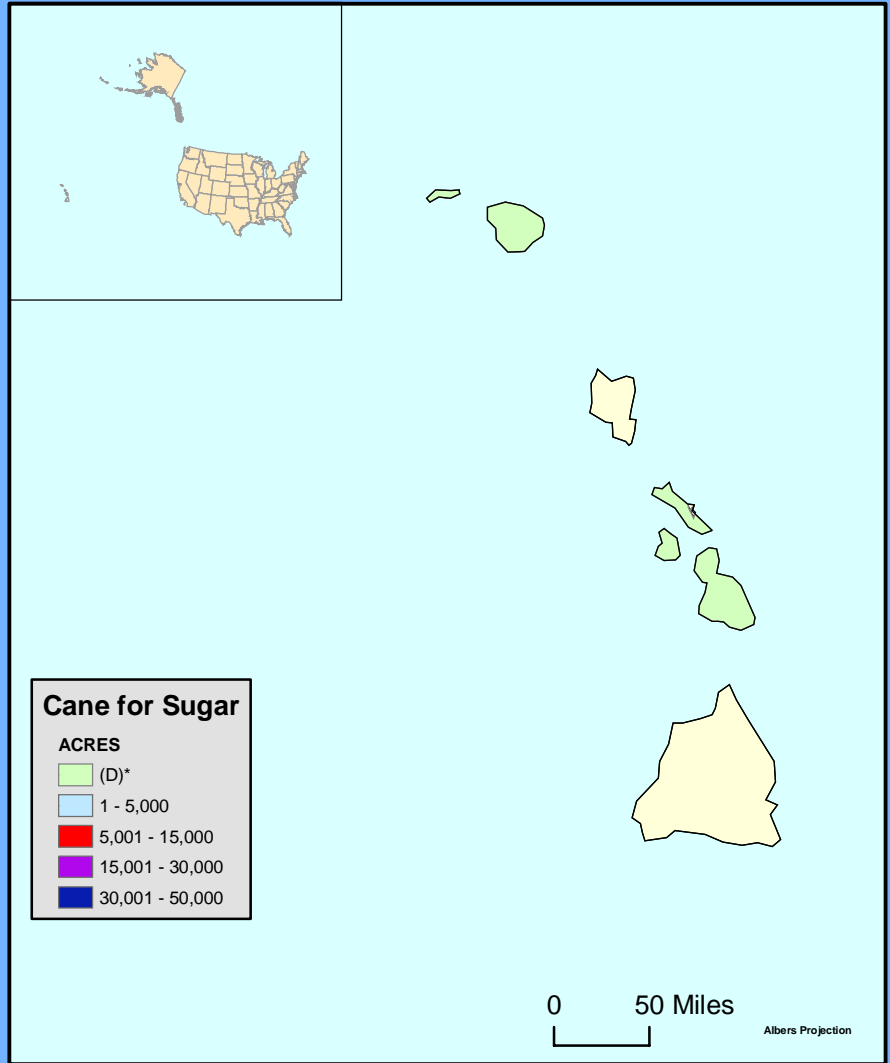 Cane for Sugar
ACRES
(D)*
1 - 5,000
5,001 - 15,000
15,001 - 30,000
30,001 - 50,000
0 50 Miles
Albers Projection